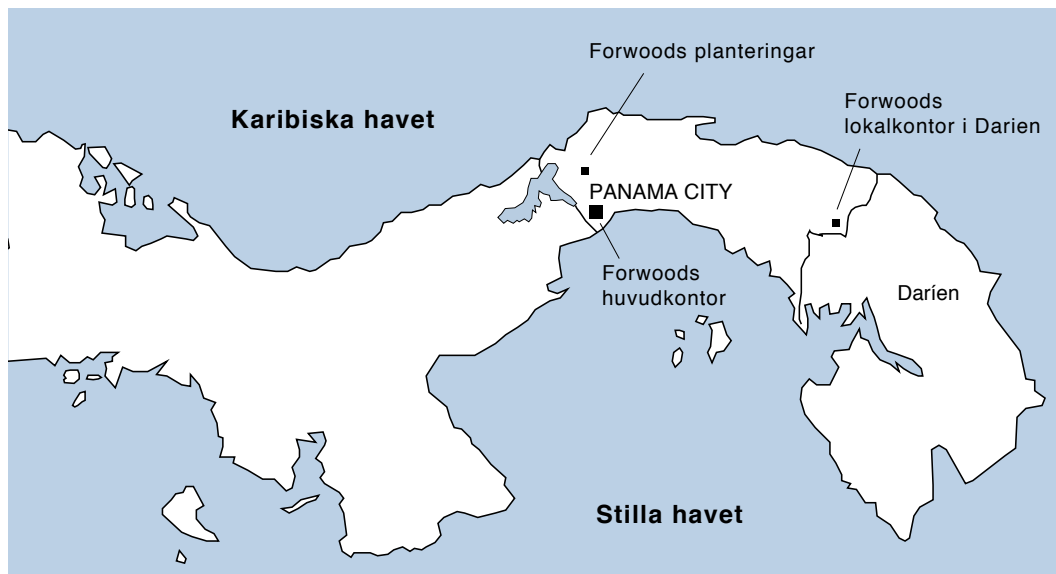 Forwoods planteringar
Forwoods
lokalkontor i Darien
Karibiska havet
PANAMA CITY
Forwoods
huvudkontor
Daríen
Stilla havet